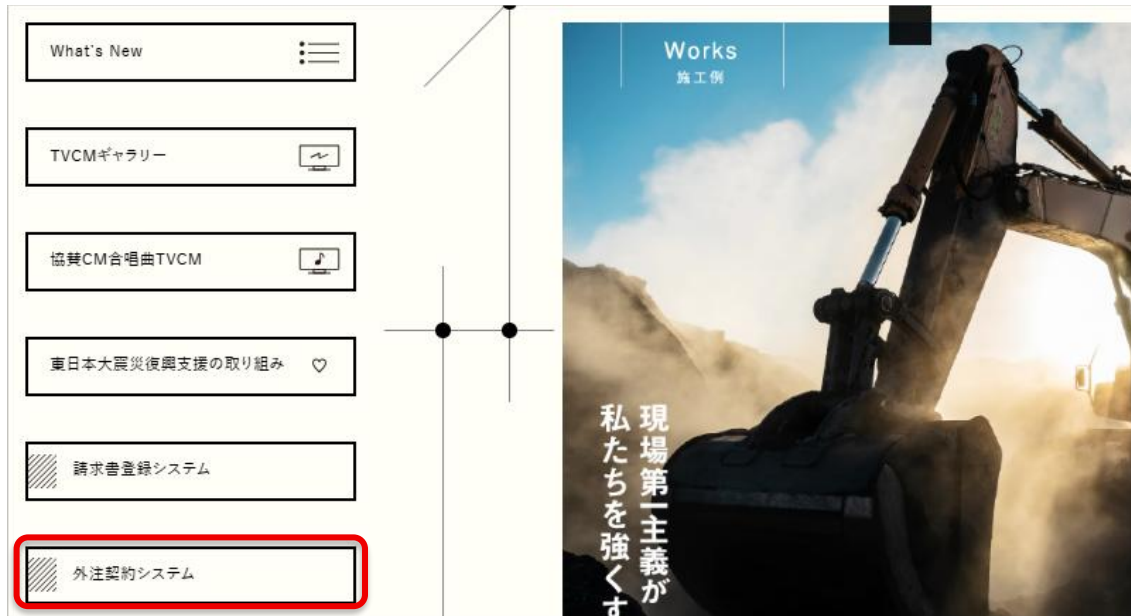 What's New
TVCMギャラリー
協賛CM合唱曲TVCM
東日本大震災復興支援の取り組み
請求書登録システム
外注契約システム
Works
施工例
現場第一主義が
私たちを強くす